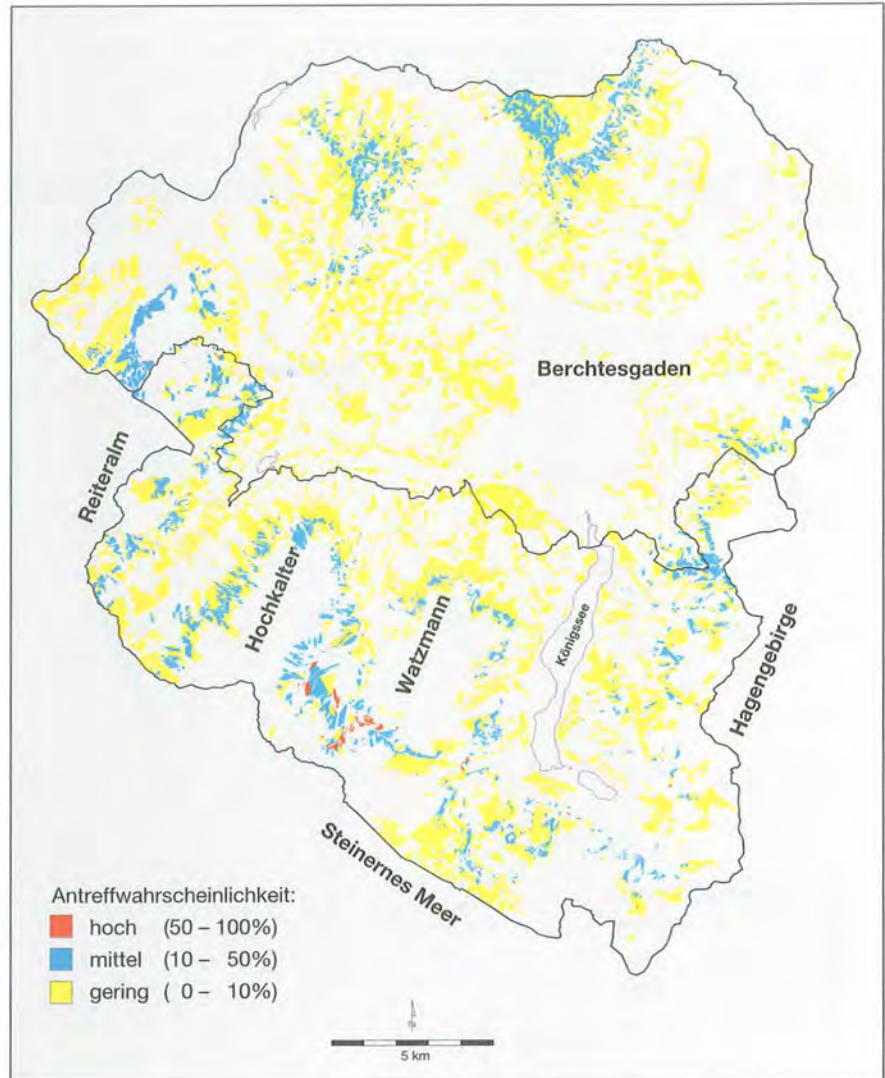 Berchtesgaden
Reiteralm
Hochkalter
Watzmann
Königssee
Hagengebirge
Steinernes Meer
Antreffwahrscheinlichkeit:
hoch (50 – 100%)
mittel (10 – 50%)
gering ( 0 – 10%)
5 km